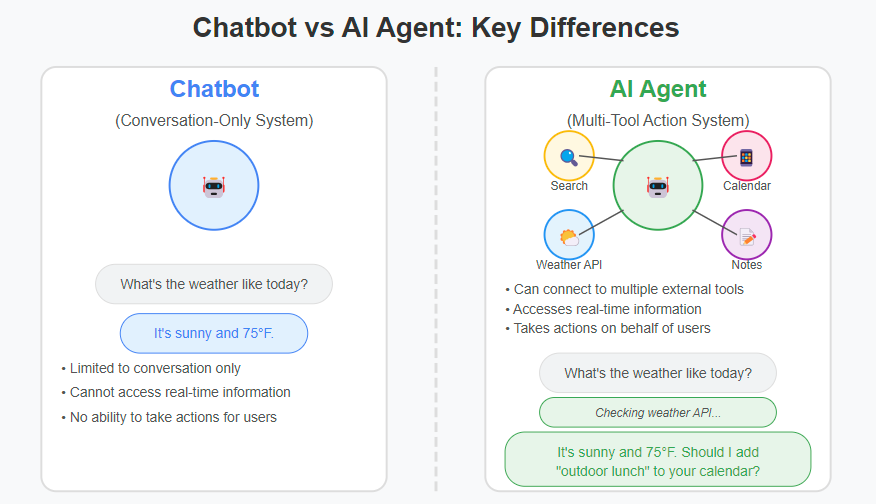 Chatbot vs AI Agent: Key Differences
Chatbot
(Conversation-Only System)
What's the weather like today?
It's sunny and 75°F.
• Limited to conversation only
• Cannot access real-time information
• No ability to take actions for users
AI Agent
(Multi-Tool Action System)
Search
Calendar
Weather API
Notes
• Can connect to multiple external tools
• Accesses real-time information
• Takes actions on behalf of users
What's the weather like today?
Checking weather API...
It's sunny and 75°F. Should I add
"outdoor lunch" to your calendar?